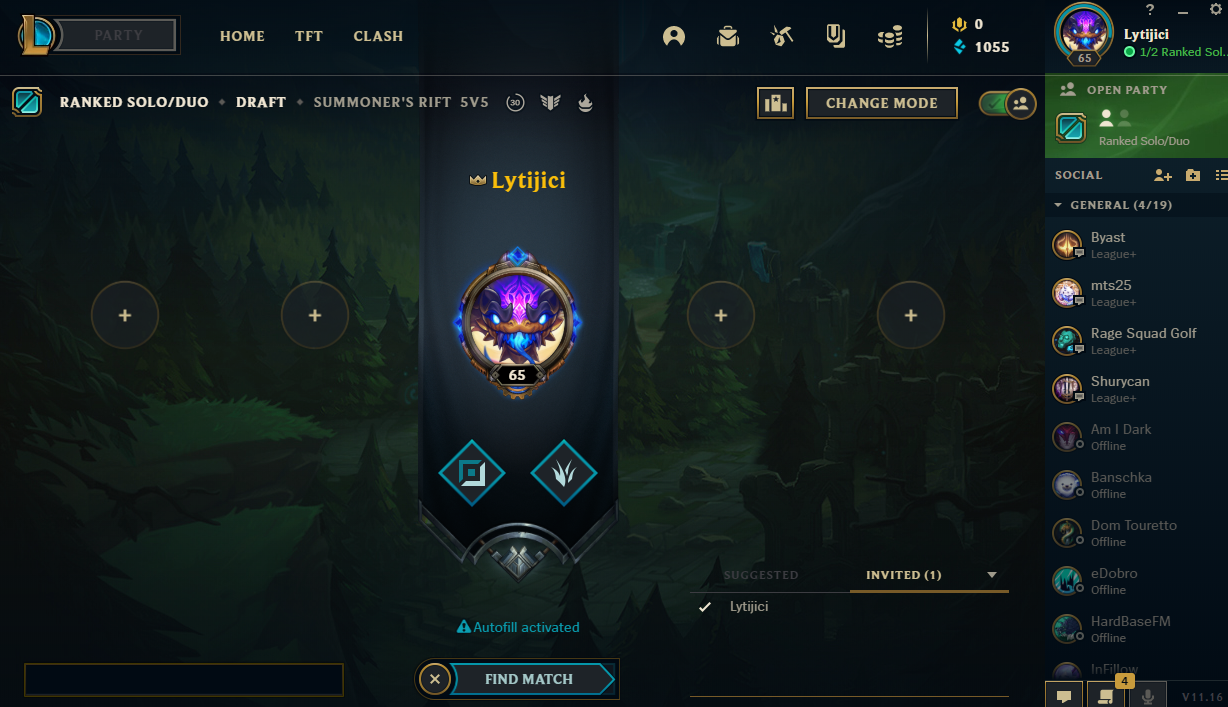 PARTY
HOME TFT CLASH
0
1055
?
Lytijici
65
1/2 Ranked Sol..
RANKED SOLO/DUO • DRAFT • SUMMONER'S RIFT 5V5 30
CHANGE MODE
OPEN PARTY
Ranked Solo/Duo
SOCIAL
GENERAL (4/19)
Byast
League+
mts25
League+
Rage Squad Golf
League+
Shurycan
League+
Am I Dark
Offline
Banschka
Offline
Dom Touretto
Offline
eDobro
Offline
HardBaseFM
Offline
InFillow
4
V11.16
Lytijici
65
Autofill activated
FIND MATCH
SUGGESTED INVITED (1)
Lytijici